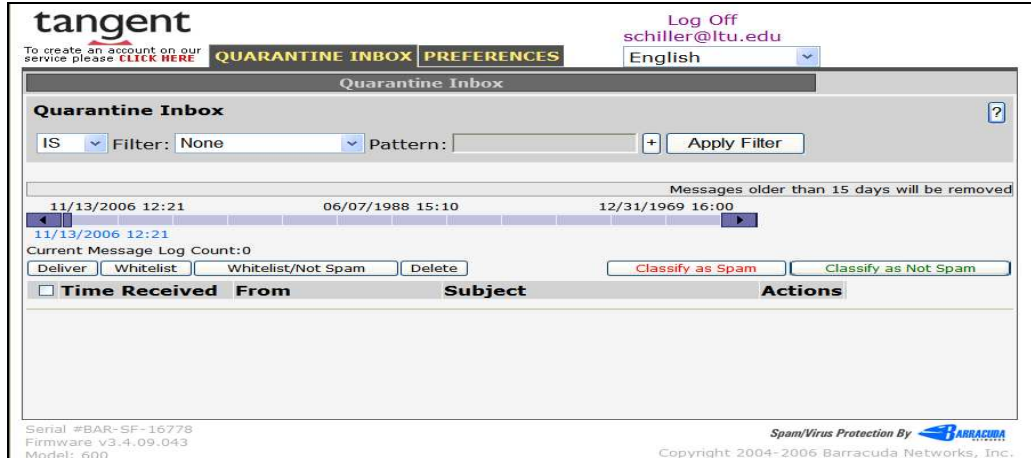 tangent
Log Off
schiller@ltu.edu
To create an account on our
service please CLICK HERE
QUARANTINE INBOX
PREFERENCES
English
Quarantine Inbox
Quarantine Inbox
?
IS
Filter: None
Pattern:
+
Apply Filter
Messages older than 15 days will be removed
11/13/2006 12:21
06/07/1988 15:10
12/31/1969 16:00
11/13/2006 12:21
Current Message Log Count:0
Deliver
Whitelist
Whitelist/Not Spam
Delete
Classify as Spam
Classify as Not Spam
Time Received
From
Subject
Actions
Serial #BAR-SF-16778
Firmware v3.4.09.043
Model: 600
Spam/Virus Protection By BARRACUDA
NETWORKS
Copyright 2004-2006 Barracuda Networks, Inc.